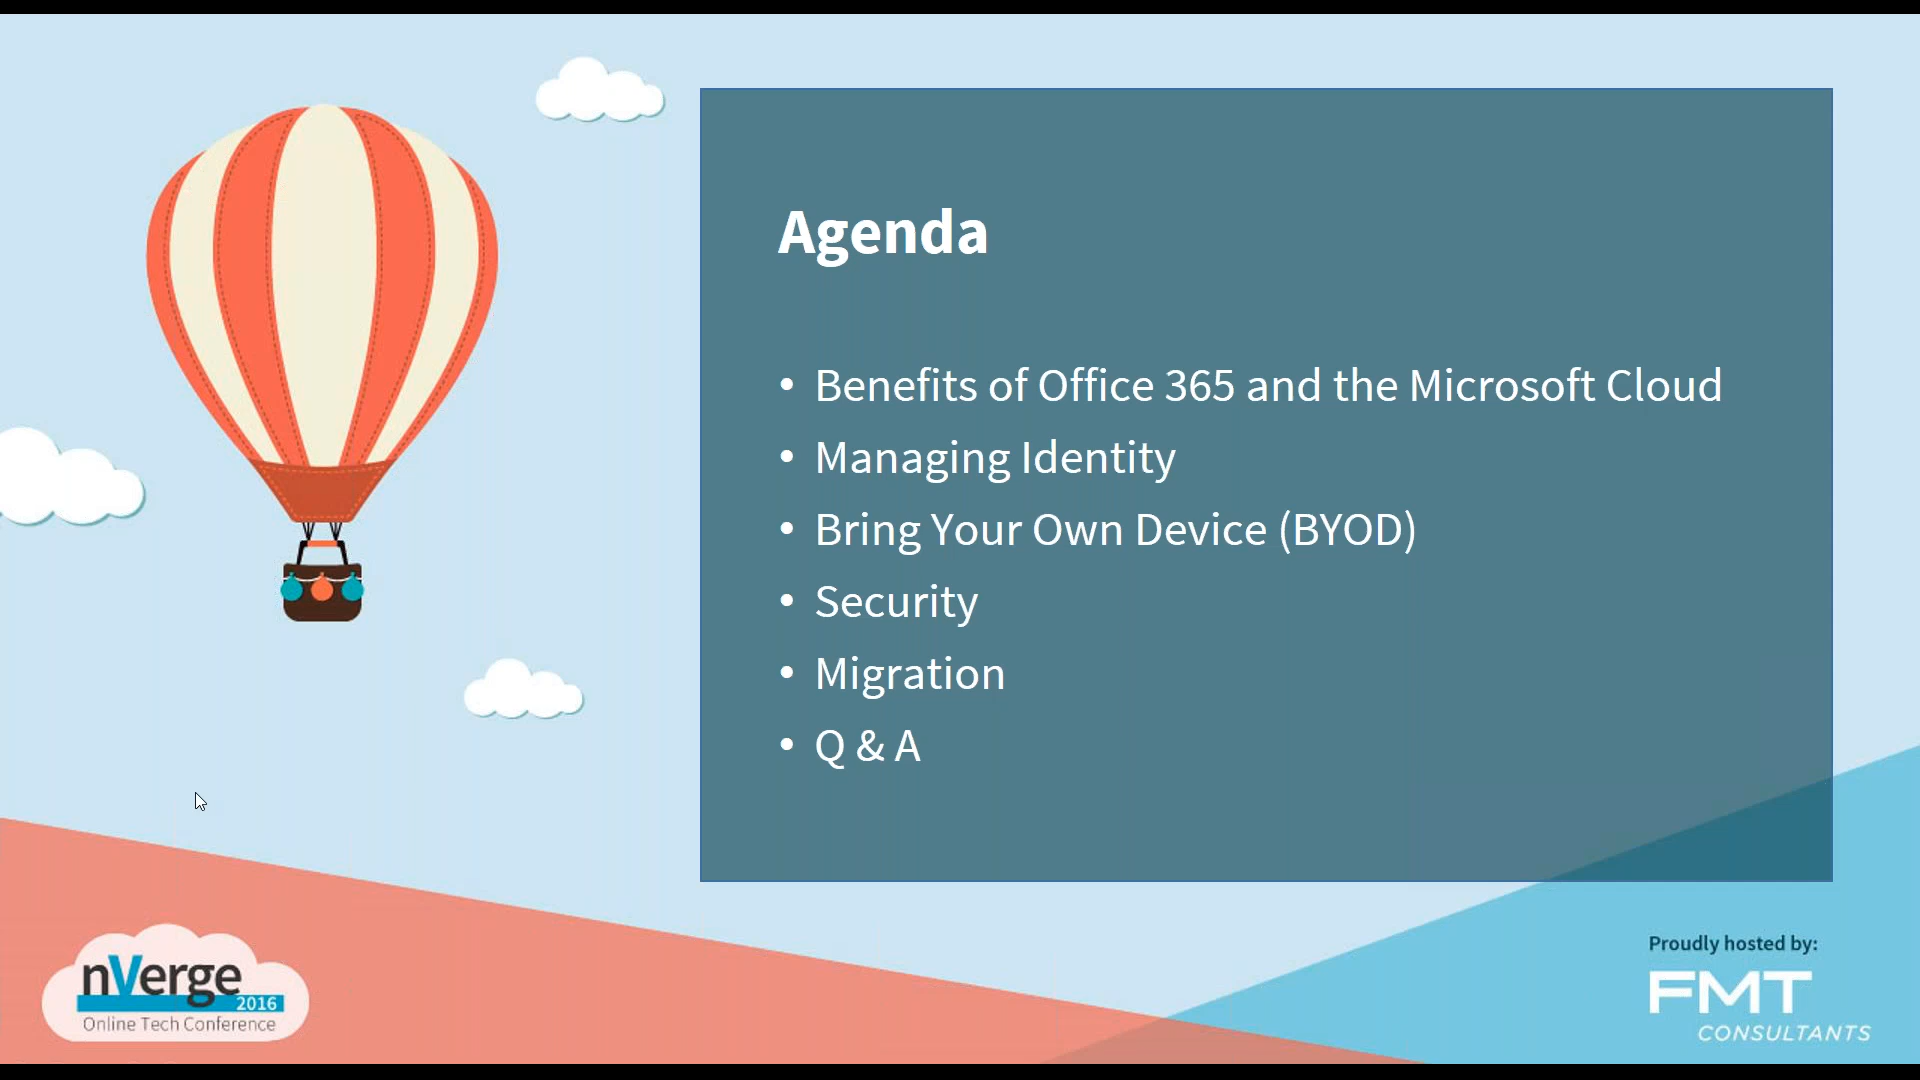 Agenda
• Benefits of Office 365 and the Microsoft Cloud
• Managing Identity
• Bring Your Own Device (BYOD)
• Security
• Migration
• Q & A
nVerge
2016
Online Tech Conference
Proudly hosted by:
FMT
CONSULTANTS